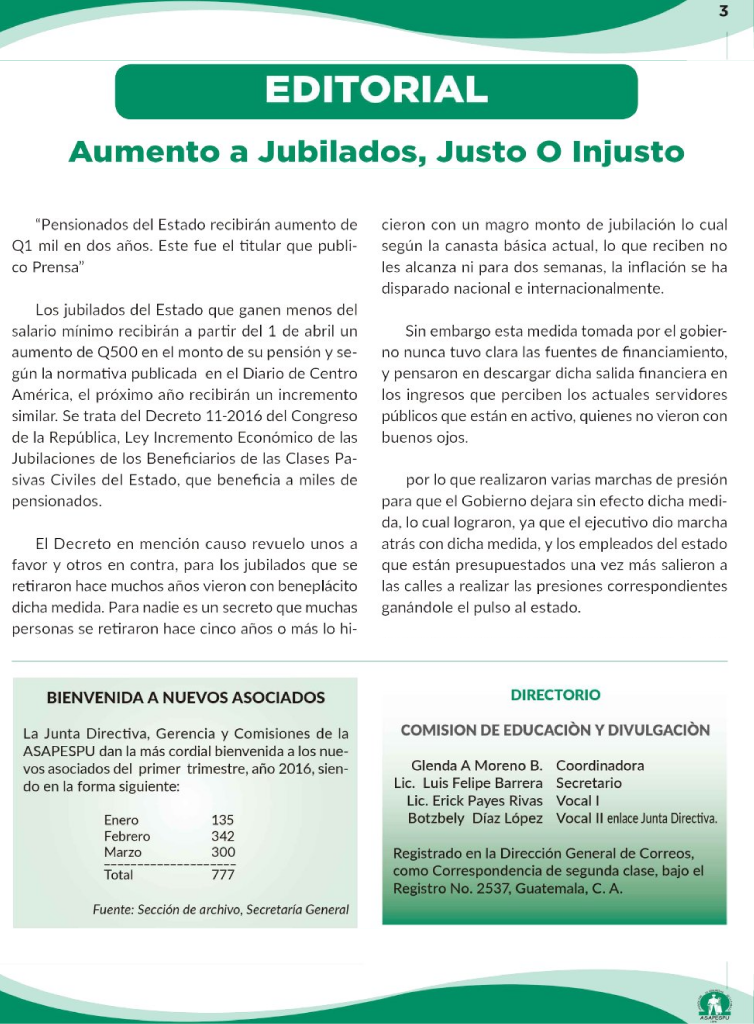 3
EDITORIAL
Aumento a Jubilados, Justo O Injusto
“Pensionados del Estado recibirán aumento de
Q1 mil en dos años. Este fue el titular que publi-
co Prensa”
Los jubilados del Estado que ganen menos del
salario mínimo recibirán a partir del 1 de abril un
aumento de Q500 en el monto de su pensión y se-
gún la normativa publicada en el Diario de Centro
América, el próximo año recibirán un incremento
similar. Se trata del Decreto 11-2016 del Congreso
de la República, Ley Incremento Económico de las
Jubilaciones de los Beneficiarios de las Clases Pa-
sivas Civiles del Estado, que beneficia a miles de
pensionados.
El Decreto en mención causo revuelo unos a
favor y otros en contra, para los jubilados que se
retiraron hace muchos años vieron con beneplácito
dicha medida. Para nadie es un secreto que muchas
personas se retiraron hace cinco años o más lo hi-
cieron con un magro monto de jubilación lo cual
según la canasta básica actual, lo que reciben no
les alcanza ni para dos semanas, la inflación se ha
disparado nacional e internacionalmente.
Sin embargo esta medida tomada por el gobier-
no nunca tuvo clara las fuentes de financiamiento,
y pensaron en descargar dicha salida financiera en
los ingresos que perciben los actuales servidores
públicos que están en activo, quienes no vieron con
buenos ojos.
por lo que realizaron varias marchas de presión
para que el Gobierno dejara sin efecto dicha medi-
da, lo cual lograron, ya que el ejecutivo dio marcha
atrás con dicha medida, y los empleados del estado
que están presupuestados una vez más salieron a
las calles a realizar las presiones correspondientes
ganándole el pulso al estado.
BIENVENIDA A NUEVOS ASOCIADOS
La Junta Directiva, Gerencia y Comisiones de la
ASAPESPU dan la más cordial bienvenida a los nue-
vos asociados del primer trimestre, año 2016, sien-
do en la forma siguiente:
Enero 135
Febrero 342
Marzo 300
Total 777
Fuente: Sección de archivo, Secretaría General
DIRECTORIO
COMISION DE EDUCACIÒN Y DIVULGACIÒN
Glenda A Moreno B. Coordinadora
Lic. Luis Felipe Barrera Secretario
Lic. Erick Payes Rivas Vocal I
Botzbely Díaz López Vocal II enlace Junta Directiva.
Registrado en la Dirección General de Correos,
como Correspondencia de segunda clase, bajo el
Registro No. 2537, Guatemala, C. A.
ASAPESPU